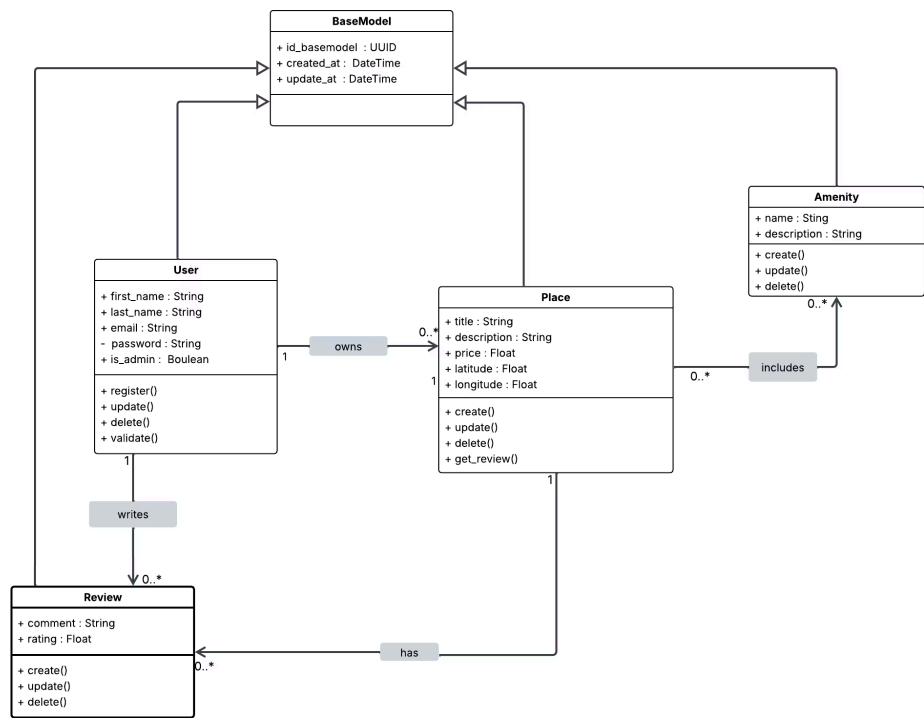 BaseModel
+ id_basemodel : UUID
+ created_at : DateTime
+ update_at : DateTime
Amenity
+ name : Sting
+ description : String
+ create()
+ update()
+ delete()
0..*
User
+ first_name : String
+ last_name : String
+ email : String
- password : String
+ is_admin : Boulean
+ register()
+ update()
+ delete()
+ validate()
1
owns
0..*
1
Place
+ title : String
+ description : String
+ price : Float
+ latitude : Float
+ longitude : Float
+ create()
+ update()
+ delete()
+ get_review()
0..*
includes
1
writes
0..*
1
Review
+ comment : String
+ rating : Float
+ create()
+ update()
+ delete()
0..*
has